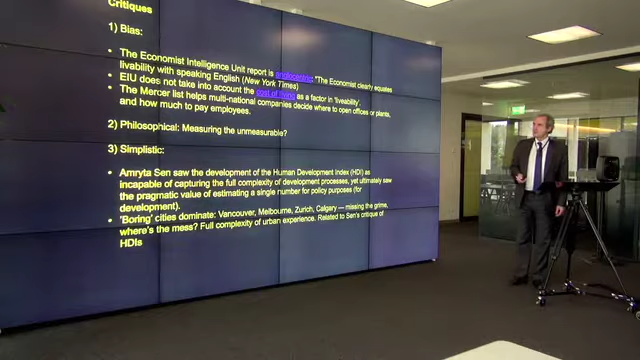 Critiques
1) Bias:
• The Economist Intelligence Unit report is anglocentric: "The Economist clearly equates
livability with speaking English (New York Times)
• EIU does not take into account the cost of living as a factor in 'liveability'.
• The Mercer list helps multi-national companies decide where to open offices or plants,
and how much to pay employees.
2) Philosophical: Measuring the unmeasurable?
3) Simplistic:
• Amryta Sen saw the development of the Human Development Index (HDI) as
incapable of capturing the full complexity of development processes, yet ultimately saw
the pragmatic value of estimating a single number for policy purposes (for
development).
• 'Boring' cities dominate: Vancouver, Melbourne, Zurich, Calgary — missing the grime,
where's the mess? Full complexity of urban experience. Related to Sen's critique of
HDIs